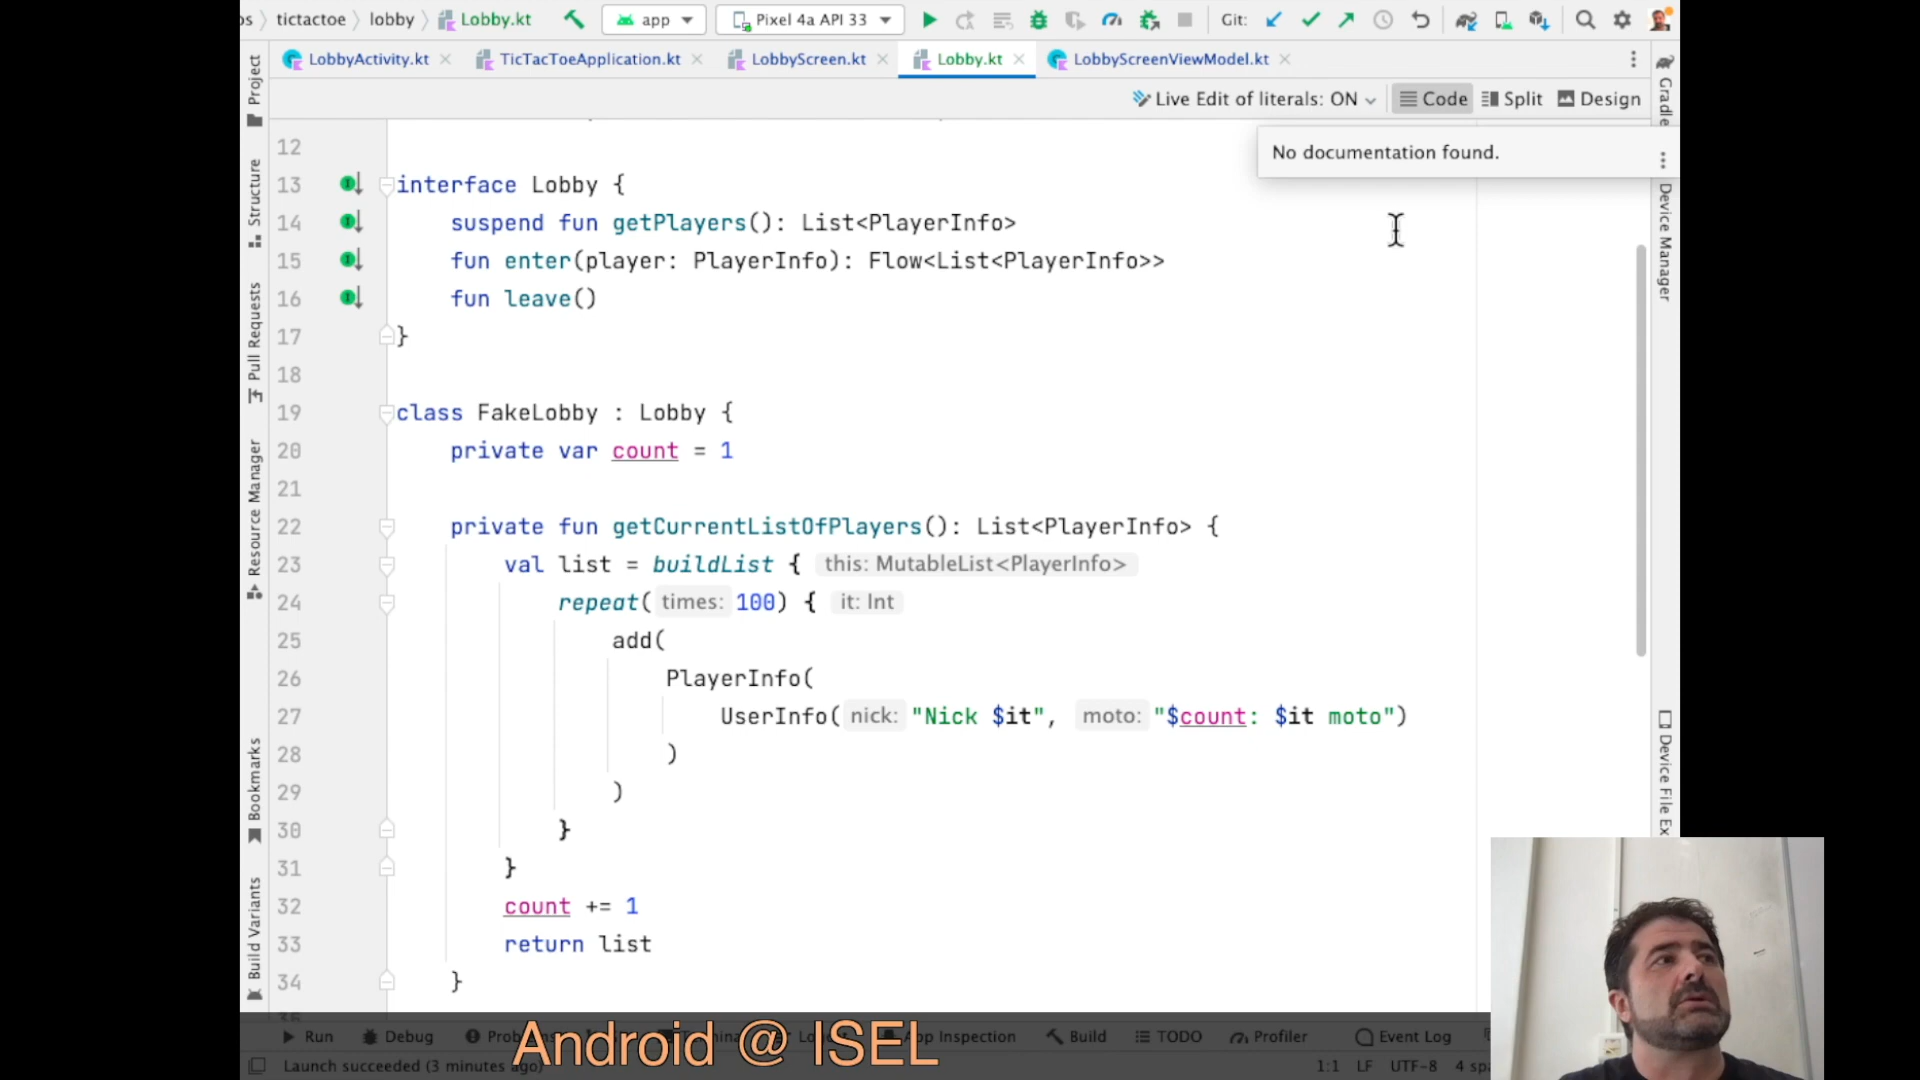 os tictactoe lobby Lobby.kt app Pixel 4a API 33 Git:
LobbyActivity.kt TicTacToeApplication.kt LobbyScreen.kt Lobby.kt LobbyScreenViewModel.kt
Live Edit of literals: ON Code Split Design
No documentation found.
Project
Structure
Pull Requests
Resource Manager
Bookmarks
Build Variants
12
13 interface Lobby {
14 suspend fun getPlayers(): List<PlayerInfo>
15 fun enter(player: PlayerInfo): Flow<List<PlayerInfo>>
16 fun leave()
17 }
18
19 class FakeLobby : Lobby {
20 private var count = 1
21
22 private fun getCurrentListOfPlayers(): List<PlayerInfo> {
23 val list = buildList { this: MutableList<PlayerInfo>
24 repeat( times: 100) { it: Int
25 add(
26 PlayerInfo(
27 UserInfo( nick: "Nick $it", moto: "$count: $it moto")
28 )
29 )
30 }
31 }
32 count += 1
33 return list
34 }
Gradle
Device Manager
Device File Ex
Run Debug App Inspection Build TODO Profiler Event Log
Android @ ISEL
Launch succeeded (3 minutes ago) 1:1 LF UTF-8 4 spa